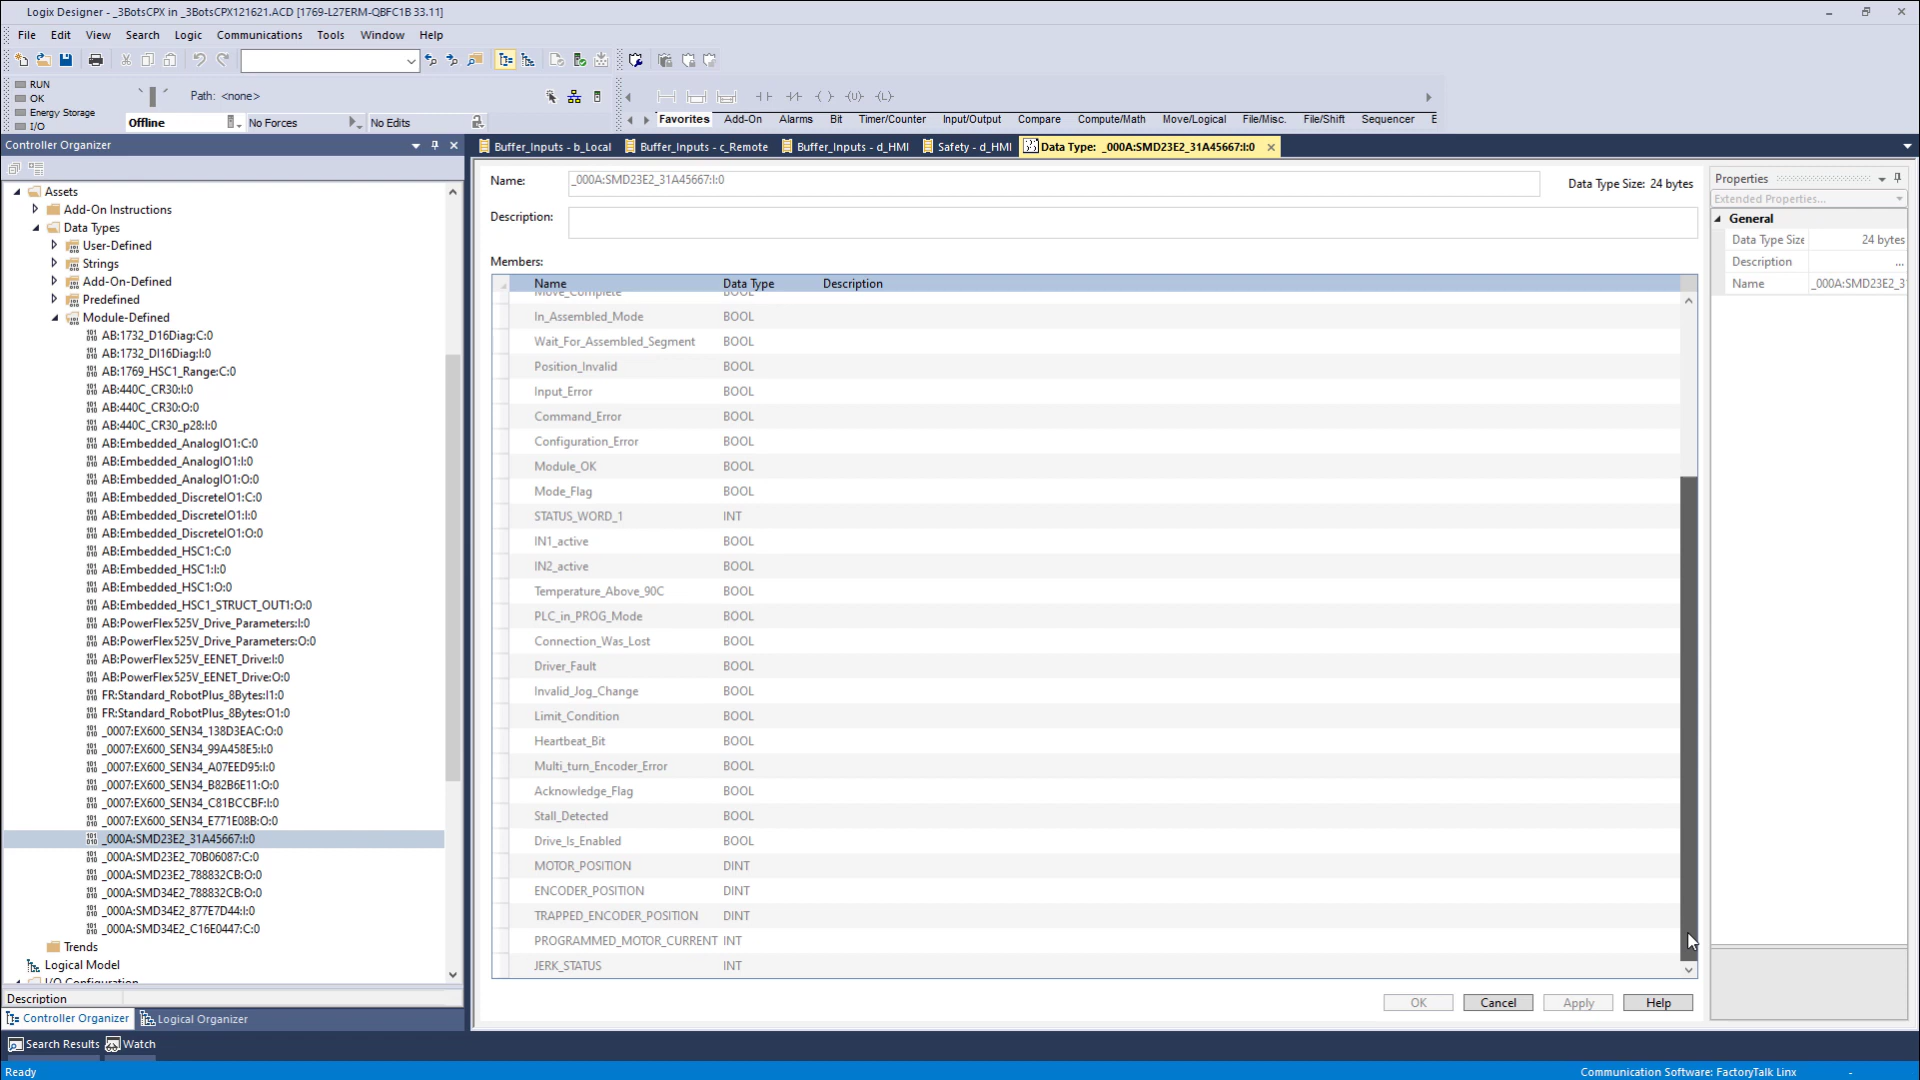 Logix Designer - _3BotsCPX in _3BotsCPX121621.ACD [1769-L27ERM-QBFC1B 33.11]
File Edit View Search Logic Communications Tools Window Help
RUN
OK
Energy Storage
I/O
Path: <none>
Offline
No Forces
No Edits
Favorites Add-On Alarms Bit Timer/Counter Input/Output Compare Compute/Math Move/Logical File/Misc. File/Shift Sequencer E
Controller Organizer
Assets
Add-On Instructions
Data Types
User-Defined
Strings
Add-On-Defined
Predefined
Module-Defined
AB:1732_D16Diag:C:0
AB:1732_DI16Diag:I:0
AB:1769_HSC1_Range:C:0
AB:440C_CR30:I:0
AB:440C_CR30:O:0
AB:440C_CR30_p28:I:0
AB:Embedded_AnalogIO1:C:0
AB:Embedded_AnalogIO1:I:0
AB:Embedded_AnalogIO1:O:0
AB:Embedded_DiscreteIO1:C:0
AB:Embedded_DiscreteIO1:I:0
AB:Embedded_DiscreteIO1:O:0
AB:Embedded_HSC1:C:0
AB:Embedded_HSC1:I:0
AB:Embedded_HSC1:O:0
AB:Embedded_HSC1_STRUCT_OUT1:O:0
AB:PowerFlex525V_Drive_Parameters:I:0
AB:PowerFlex525V_Drive_Parameters:O:0
AB:PowerFlex525V_EENET_Drive:I:0
AB:PowerFlex525V_EENET_Drive:O:0
FR:Standard_RobotPlus_8Bytes:I1:0
FR:Standard_RobotPlus_8Bytes:O1:0
_0007:EX600_SEN34_138D3EAC:O:0
_0007:EX600_SEN34_99A458E5:I:0
_0007:EX600_SEN34_A07EED95:I:0
_0007:EX600_SEN34_B82B6E11:O:0
_0007:EX600_SEN34_C81BCCBF:I:0
_0007:EX600_SEN34_E771E08B:O:0
_000A:SMD23E2_31A45667:I:0
_000A:SMD23E2_70B06087:C:0
_000A:SMD23E2_788832CB:O:0
_000A:SMD34E2_788832CB:O:0
_000A:SMD34E2_877E7D44:I:0
_000A:SMD34E2_C16E0447:C:0
Trends
Logical Model
I/O Configuration
Description
Controller Organizer Logical Organizer
Buffer_Inputs - b_Local Buffer_Inputs - c_Remote Buffer_Inputs - d_HMI Safety - d_HMI Data Type: _000A:SMD23E2_31A45667:I:0
Name: _000A:SMD23E2_31A45667:I:0 Data Type Size: 24 bytes
Description:
Members:
Name Data Type Description
Move_Complete BOOL
In_Assembled_Mode BOOL
Wait_For_Assembled_Segment BOOL
Position_Invalid BOOL
Input_Error BOOL
Command_Error BOOL
Configuration_Error BOOL
Module_OK BOOL
Mode_Flag BOOL
STATUS_WORD_1 INT
IN1_active BOOL
IN2_active BOOL
Temperature_Above_90C BOOL
PLC_in_PROG_Mode BOOL
Connection_Was_Lost BOOL
Driver_Fault BOOL
Invalid_Jog_Change BOOL
Limit_Condition BOOL
Heartbeat_Bit BOOL
Multi_turn_Encoder_Error BOOL
Acknowledge_Flag BOOL
Stall_Detected BOOL
Drive_Is_Enabled BOOL
MOTOR_POSITION DINT
ENCODER_POSITION DINT
TRAPPED_ENCODER_POSITION DINT
PROGRAMMED_MOTOR_CURRENT INT
JERK_STATUS INT
OK Cancel Apply Help
Properties
Extended Properties...
General
Data Type Size 24 bytes
Description ...
Name _000A:SMD23E2_3
Search Results Watch
Ready
Communication Software: FactoryTalk Linx